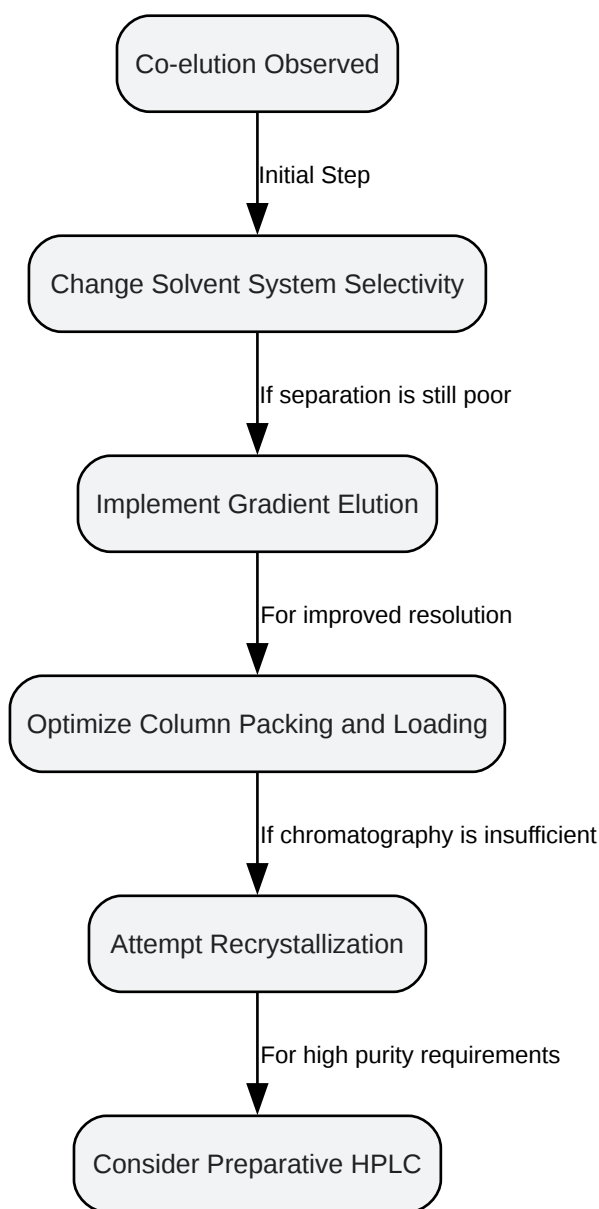 Co-elution Observed
Initial Step
Change Solvent System Selectivity
If separation is still poor
Implement Gradient Elution
For improved resolution
Optimize Column Packing and Loading
If chromatography is insufficient
Attempt Recrystallization
For high purity requirements
Consider Preparative HPLC